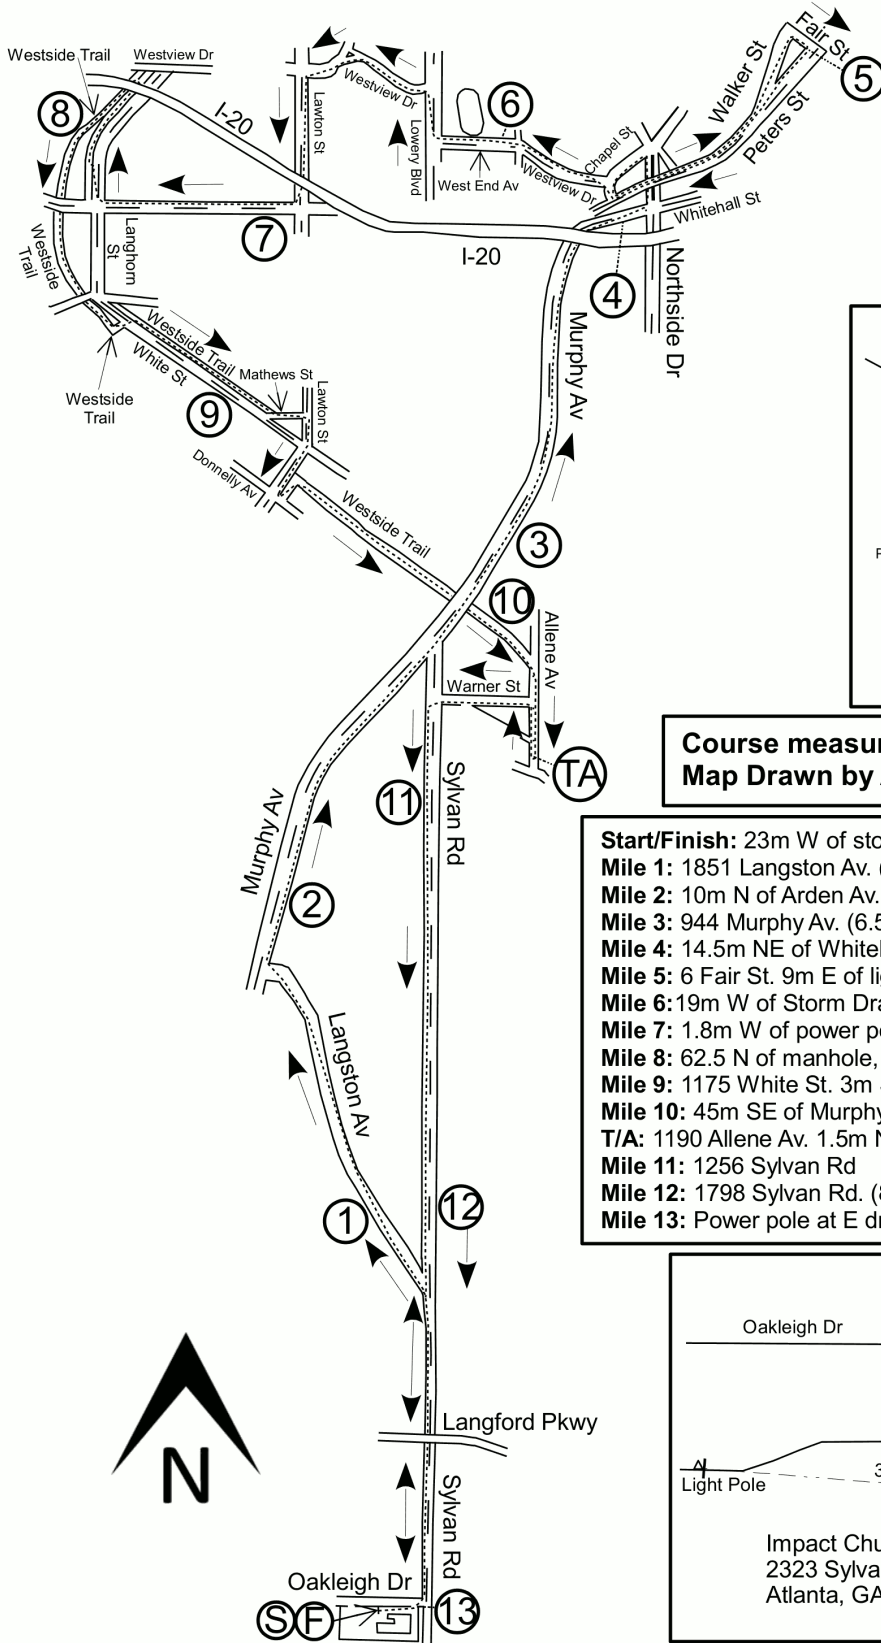 Westside Trail
Westview Dr
Fair St
5
8
I-20
Lawton St
Westview Dr
Lowery Blvd
6
Walker St
Peters St
Chapel St
West End Av
Westview Dr
Whitehall St
Westside
Trail
Langhorn
St
7
I-20
4
Northside Dr
Murphy Av
Westside Trail
White St
Mathews St
Westside
Trail
9
Lawton St
Donnelly Av
Westside Trail
3
10
Allene Av
Warner St
TA
11
Sylvan Rd
Murphy Av
2
Langston Av
1
12
Langford Pkwy
Sylvan Rd
Oakleigh Dr
S F
13
N
Course measur
Map Drawn by
Start/Finish: 23m W of sto
Mile 1: 1851 Langston Av. (
Mile 2: 10m N of Arden Av.
Mile 3: 944 Murphy Av. (6.5
Mile 4: 14.5m NE of Whiteh
Mile 5: 6 Fair St. 9m E of li
Mile 6:19m W of Storm Dra
Mile 7: 1.8m W of power po
Mile 8: 62.5 N of manhole,
Mile 9: 1175 White St. 3m
Mile 10: 45m SE of Murphy
T/A: 1190 Allene Av. 1.5m N
Mile 11: 1256 Sylvan Rd
Mile 12: 1798 Sylvan Rd. (8
Mile 13: Power pole at E dr
Oakleigh Dr
Light Pole
3
Impact Chu
2323 Sylva
Atlanta, GA